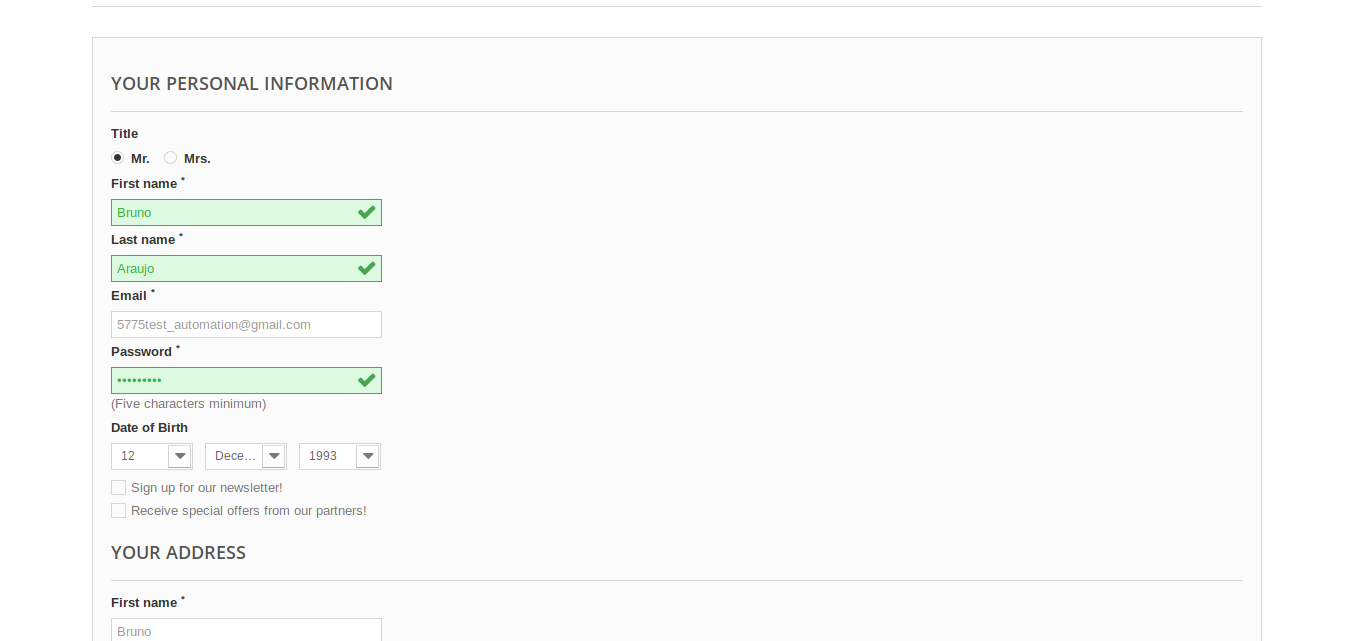 YOUR PERSONAL INFORMATION
Title
Mr. Mrs.
First name *
Bruno
Last name *
Araujo
Email *
5775test_automation@gmail.com
Password *
•••••••••
(Five characters minimum)
Date of Birth
12 Dece... 1993
Sign up for our newsletter!
Receive special offers from our partners!
YOUR ADDRESS
First name *
Bruno